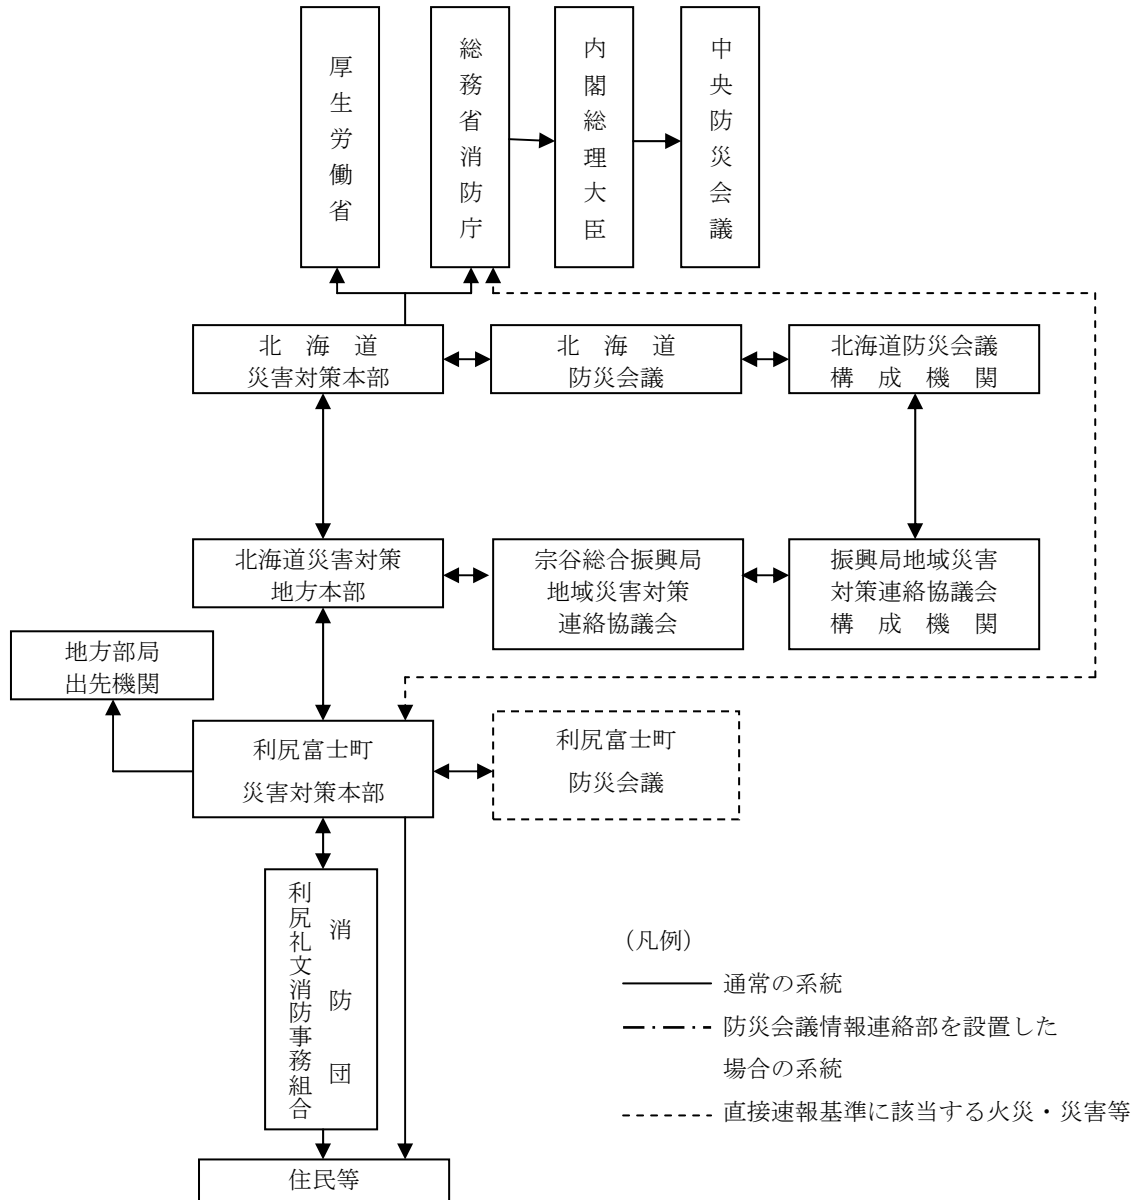 厚生労働省
総務省消防庁
内閣総理大臣
中央防災会議
北　海　道
災害対策本部
北　海　道
防災会議
北海道防災会議
構　成　機　関
北海道災害対策
地方本部
宗谷総合振興局
地域災害対策
連絡協議会
振興局地域災害
対策連絡協議会
構　成　機　関
地方部局
出先機関
利尻富士町
災害対策本部
利尻富士町
防災会議
消防団
利尻礼文消防事務組合
住民等
（凡例）
通常の系統
防災会議情報連絡部を設置した
場合の系統
直接速報基準に該当する火災・災害等